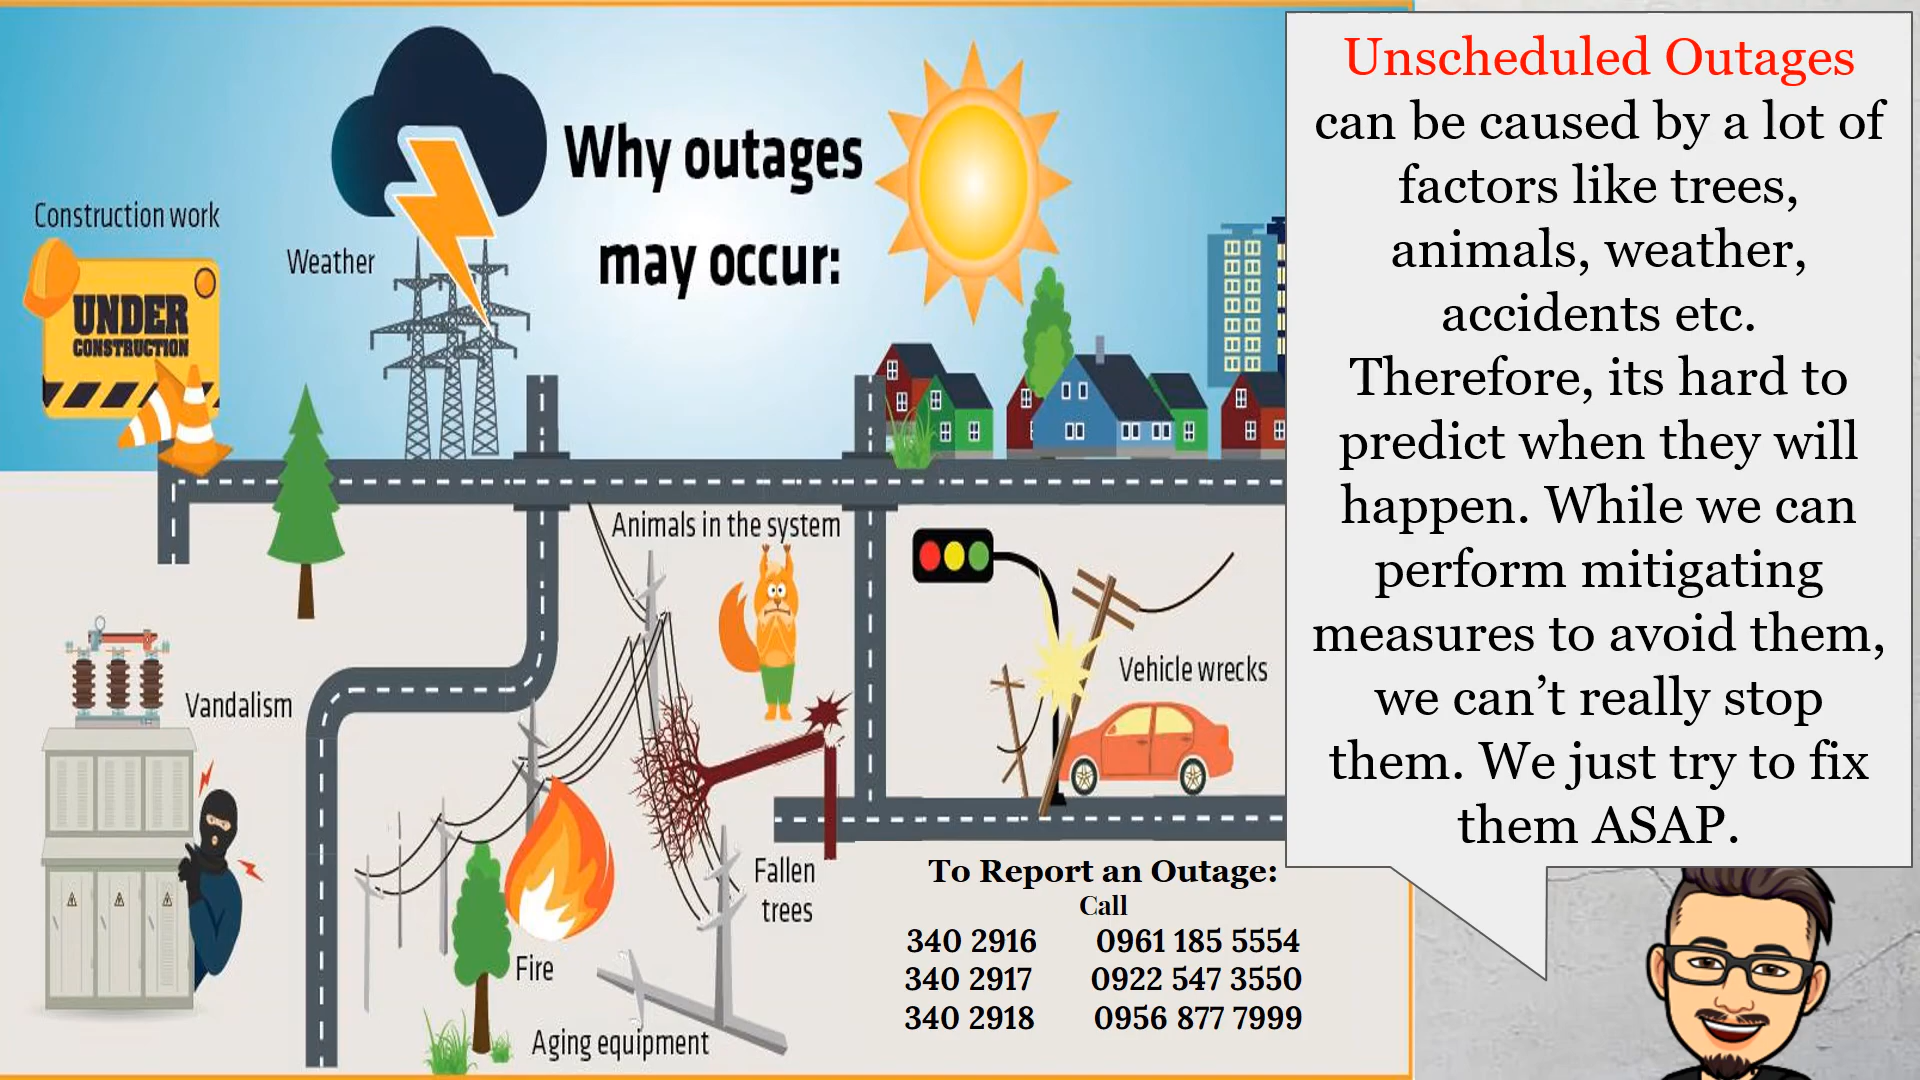 Why outages
may occur:
Construction work
UNDER
CONSTRUCTION
Weather
Animals in the system
Vandalism
Vehicle wrecks
Fallen
trees
Fire
Aging equipment
To Report an Outage:
Call
340 2916 0961 185 5554
340 2917 0922 547 3550
340 2918 0956 877 7999
Unscheduled Outages
can be caused by a lot of
factors like trees,
animals, weather,
accidents etc.
Therefore, its hard to
predict when they will
happen. While we can
perform mitigating
measures to avoid them,
we can’t really stop
them. We just try to fix
them ASAP.